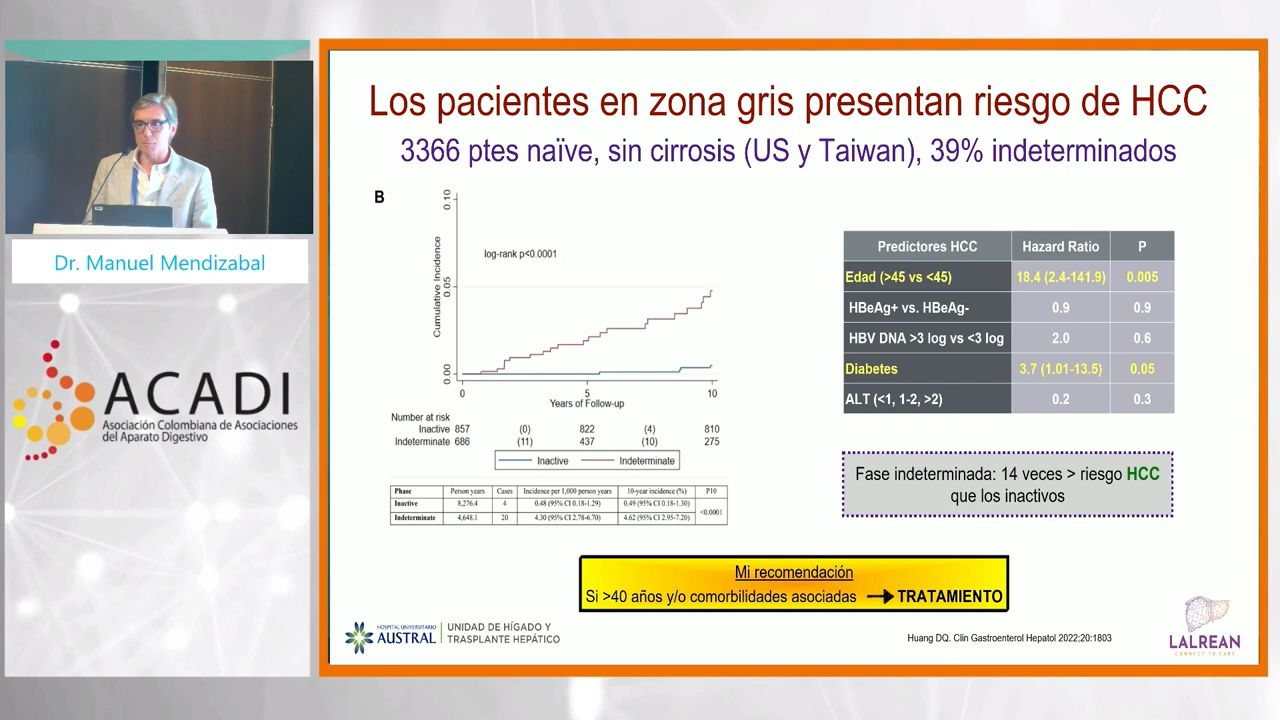 Los pacientes en zona gris presentan riesgo de HCC
3366 ptes naïve, sin cirrosis (US y Taiwan), 39% indeterminados
Dr. Manuel Mendizabal
ACADI
Asociación Colombiana de Asociaciones
del Aparato Digestivo
B
log-rank p<0.0001
Cumulative Incidence
0.10
0.05
0.00
0 5 10
Years of Follow-up
Number at risk
Inactive 857 (0) 822 (4) 810
Indeterminate 686 (11) 437 (10) 275
Inactive Indeterminate
Phase Person years Cases Incidence per 1,000 person years 10-year incidence (%) P10
Inactive 8,276.4 4 0.48 (95% CI 0.18-1.29) 0.49 (95% CI 0.18-1.30) <0.0001
Indeterminate 4,648.1 20 4.30 (95% CI 2.78-6.70) 4.62 (95% CI 2.95-7.20)
Predictores HCC Hazard Ratio P
Edad (>45 vs <45) 18.4 (2.4-141.9) 0.005
HBeAg+ vs. HBeAg- 0.9 0.9
HBV DNA >3 log vs <3 log 2.0 0.6
Diabetes 3.7 (1.01-13.5) 0.05
ALT (<1, 1-2, >2) 0.2 0.3
Fase indeterminada: 14 veces > riesgo HCC
que los inactivos
Mi recomendación
Si >40 años y/o comorbilidades asociadas → TRATAMIENTO
HOSPITAL UNIVERSITARIO
AUSTRAL
UNIDAD DE HÍGADO Y
TRASPLANTE HEPÁTICO
Huang DQ. Clin Gastroenterol Hepatol 2022;20:1803
LALREAN
CONNECT TO CARE